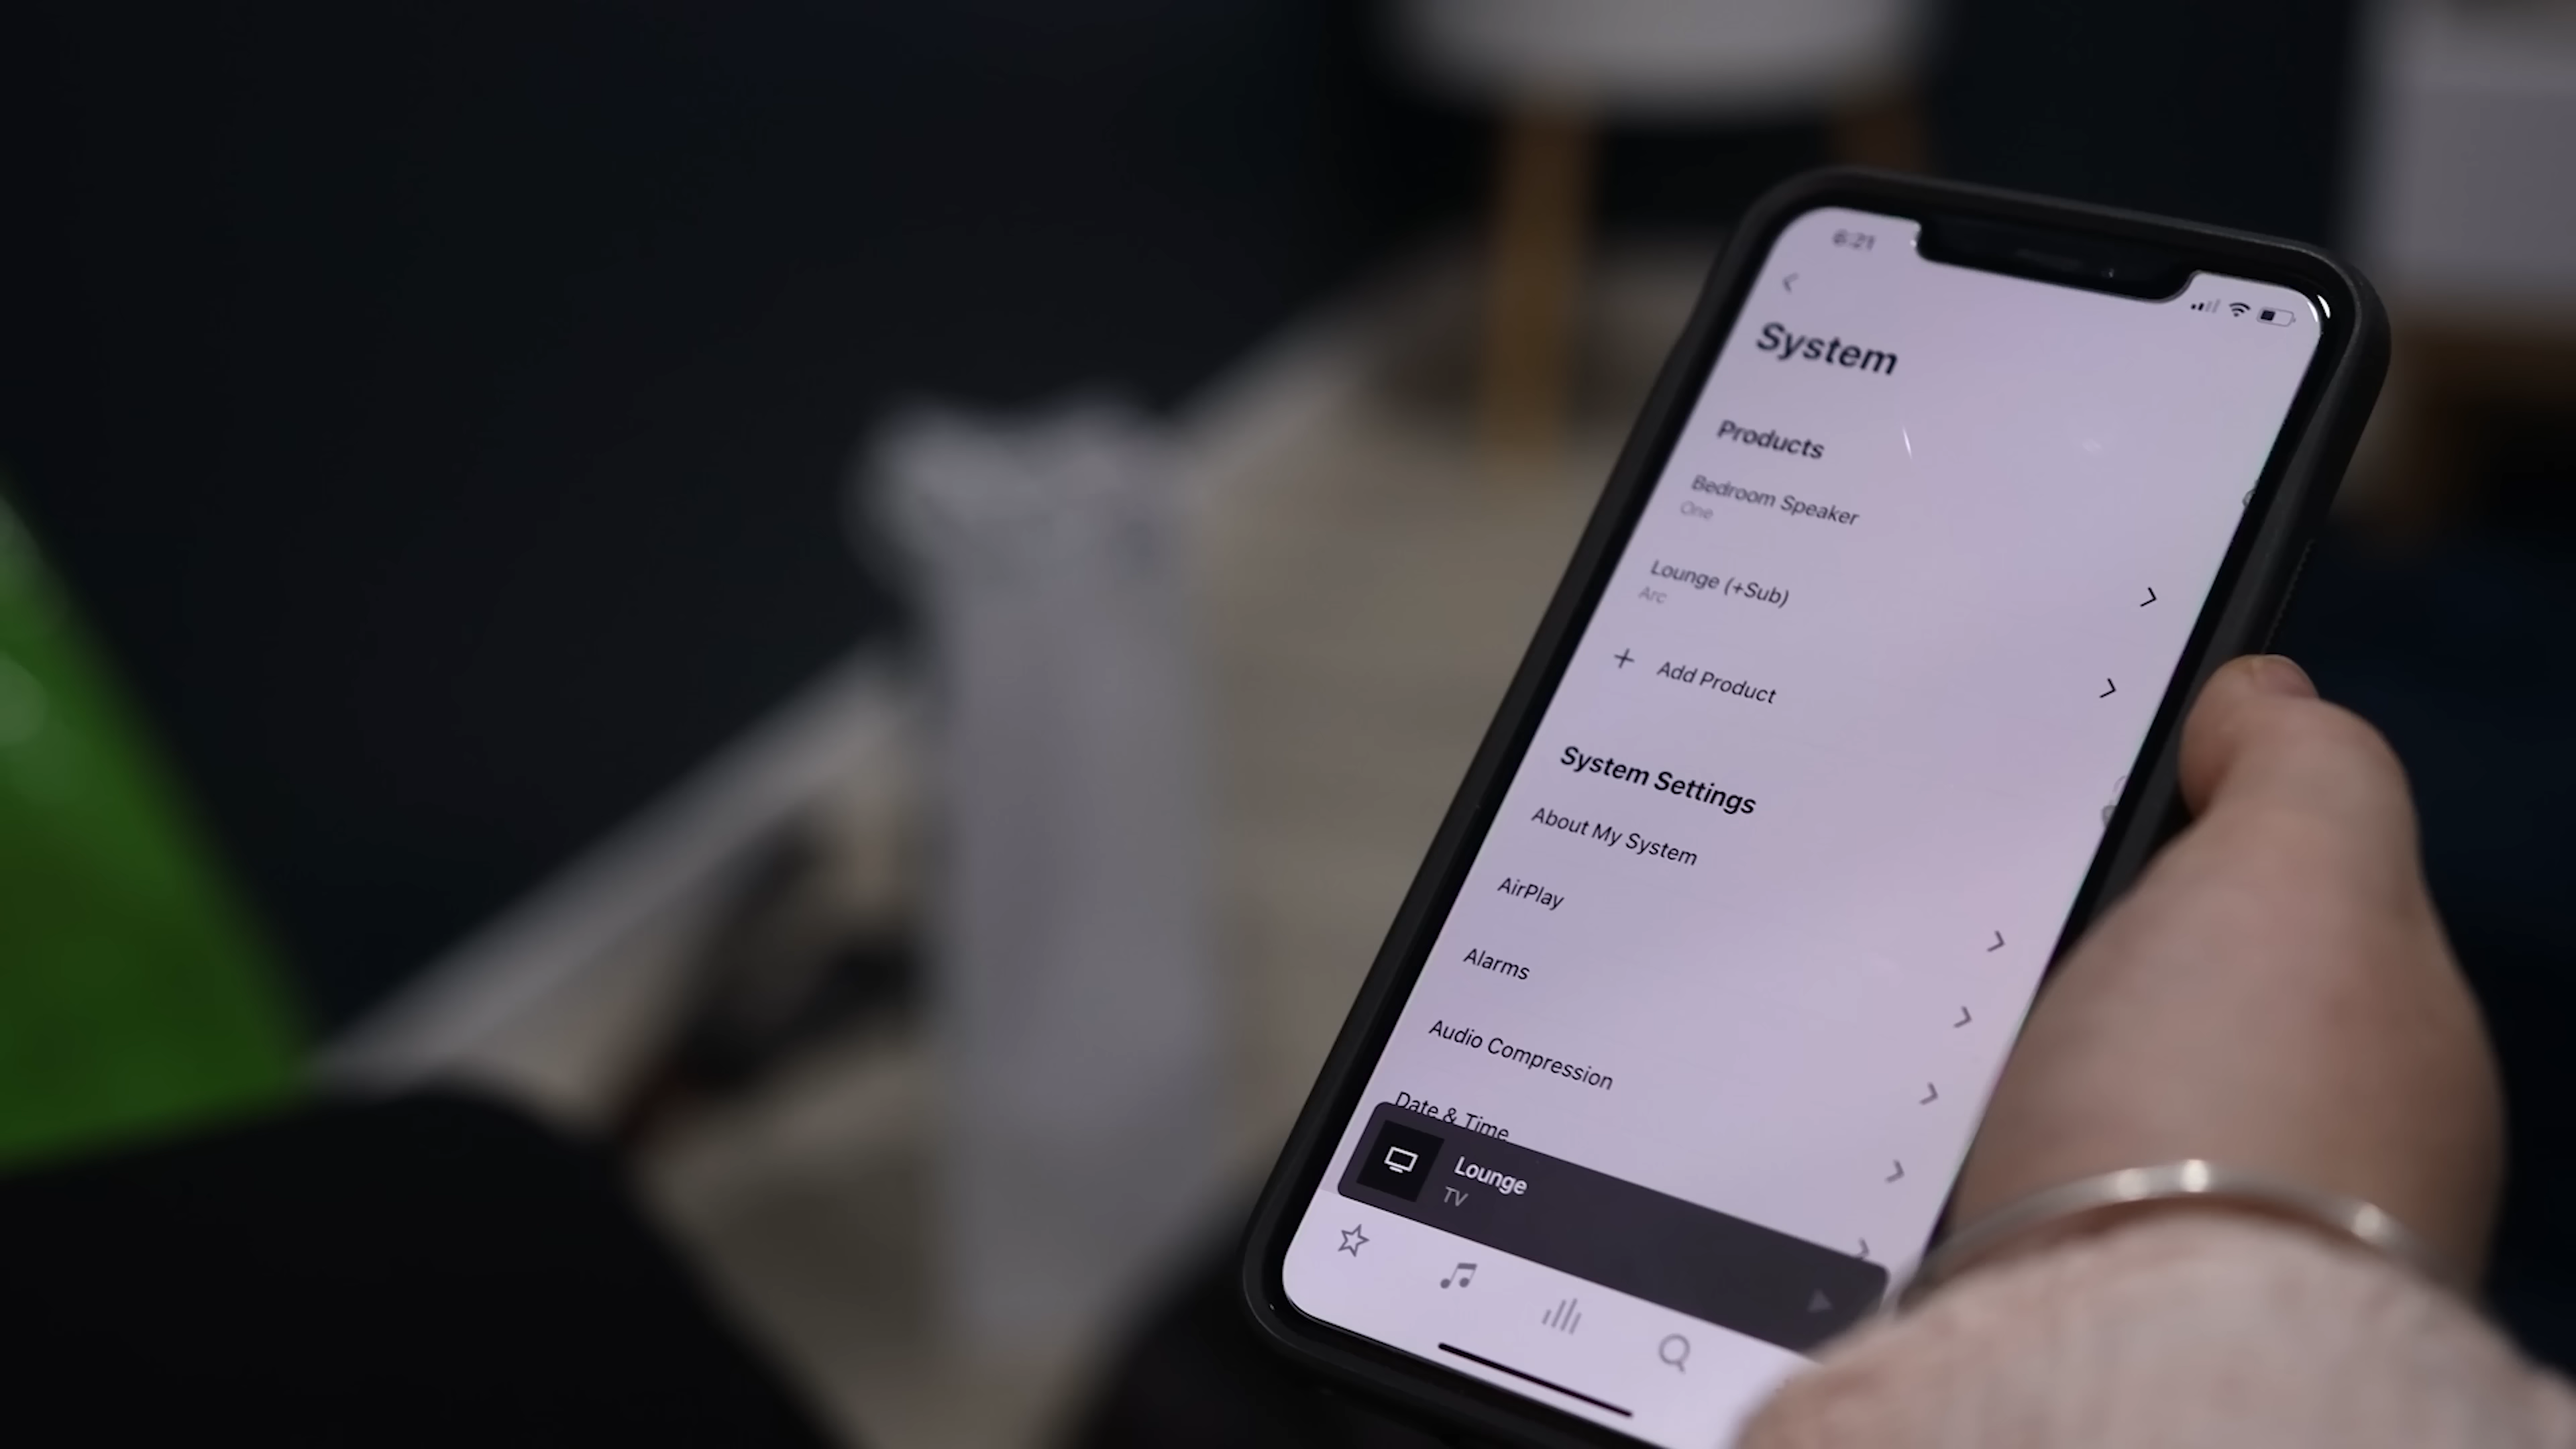 6:21
System
Products
Bedroom Speaker
One
Lounge (+Sub)
Arc
+ Add Product
System Settings
About My System
AirPlay
Alarms
Audio Compression
Date & Time
Lounge
TV